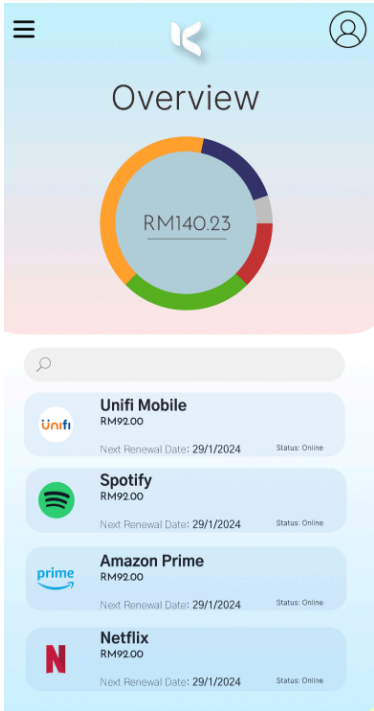 Overview
RM140.23
unifi
Unifi Mobile
RM92.00
Next Renewal Date: 29/1/2024
Status: Online
Spotify
RM92.00
Next Renewal Date: 29/1/2024
Status: Online
prime
Amazon Prime
RM92.00
Next Renewal Date: 29/1/2024
Status: Online
N
Netflix
RM92.00
Next Renewal Date: 29/1/2024
Status: Online